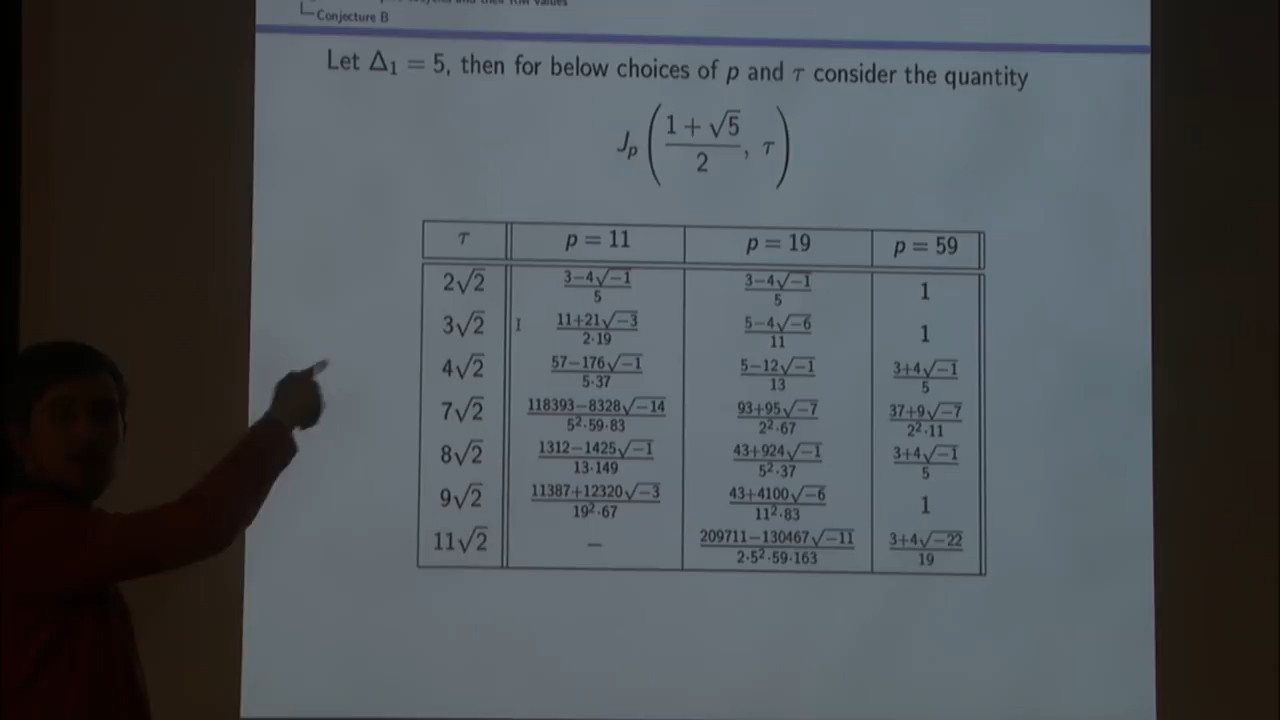 and their RM values
Conjecture B
Let Δ₁ = 5, then for below choices of p and τ consider the quantity
J_p ( (1 + √5)/2 , τ )
τ | p = 11 | p = 19 | p = 59
2√2 | (3−4√−1)/5 | (3−4√−1)/5 | 1
3√2 | (11+21√−3)/(2·19) | (5−4√−6)/11 | 1
4√2 | (57−176√−1)/(5·37) | (5−12√−1)/13 | (3+4√−1)/5
7√2 | (118393−8328√−14)/(5²·59·83) | (93+95√−7)/(2²·67) | (37+9√−7)/(2²·11)
8√2 | (1312−1425√−1)/(13·149) | (43+924√−1)/(5²·37) | (3+4√−1)/5
9√2 | (11387+12320√−3)/(19²·67) | (43+4100√−6)/(11²·83) | 1
11√2 | – | (209711−130467√−11)/(2·5²·59·163) | (3+4√−22)/19